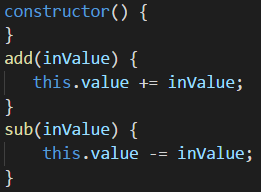 constructor() {
}
add(inValue) {
    this.value += inValue;
}
sub(inValue) {
     this.value -= inValue;
}